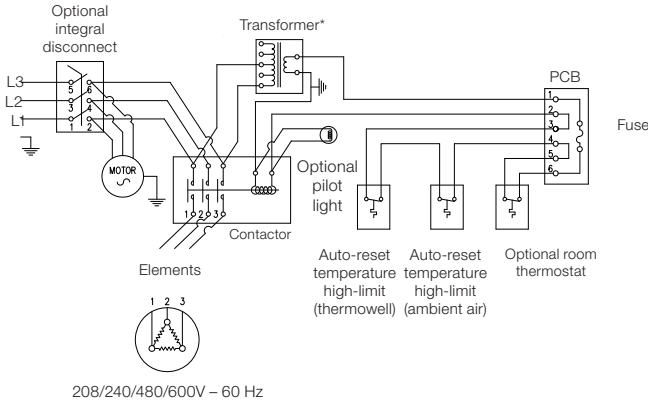 Optional
integral
disconnect
Transformer*
L3
L2
L1
5 6
3 4
1 2
MOTOR
PCB
1
2
3
4
5
6
Fuse
Optional
pilot
light
1 2 3
Contactor
Elements
Auto-reset
temperature
high-limit
(thermowell)
Auto-reset
temperature
high-limit
(ambient air)
Optional room
thermostat
1 2 3
208/240/480/600V – 60 Hz